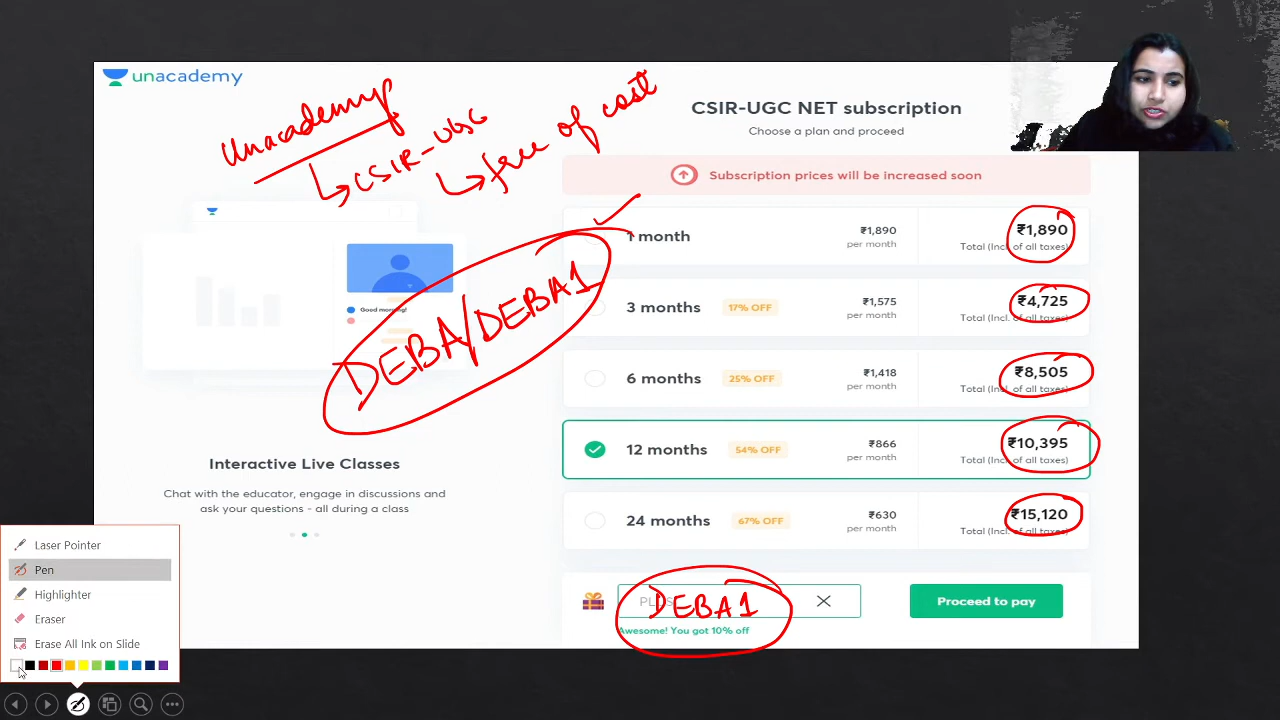 unacademy
Unacademy
CSIR-UGC
free of cost
DEBA/DEBA1
Good morning!
Interactive Live Classes
Chat with the educator, engage in discussions and
ask your questions - all during a class
CSIR-UGC NET subscription
Choose a plan and proceed
Subscription prices will be increased soon
1 month ₹1,890 per month ₹1,890 Total (Incl. of all taxes)
3 months 17% OFF ₹1,575 per month ₹4,725 Total (Incl. of all taxes)
6 months 25% OFF ₹1,418 per month ₹8,505 Total (Incl. of all taxes)
12 months 54% OFF ₹866 per month ₹10,395 Total (Incl. of all taxes)
24 months 67% OFF ₹630 per month ₹15,120 Total (Incl. of all taxes)
DEBA1
Awesome! You got 10% off
Proceed to pay
Laser Pointer
Pen
Highlighter
Eraser
Erase All Ink on Slide